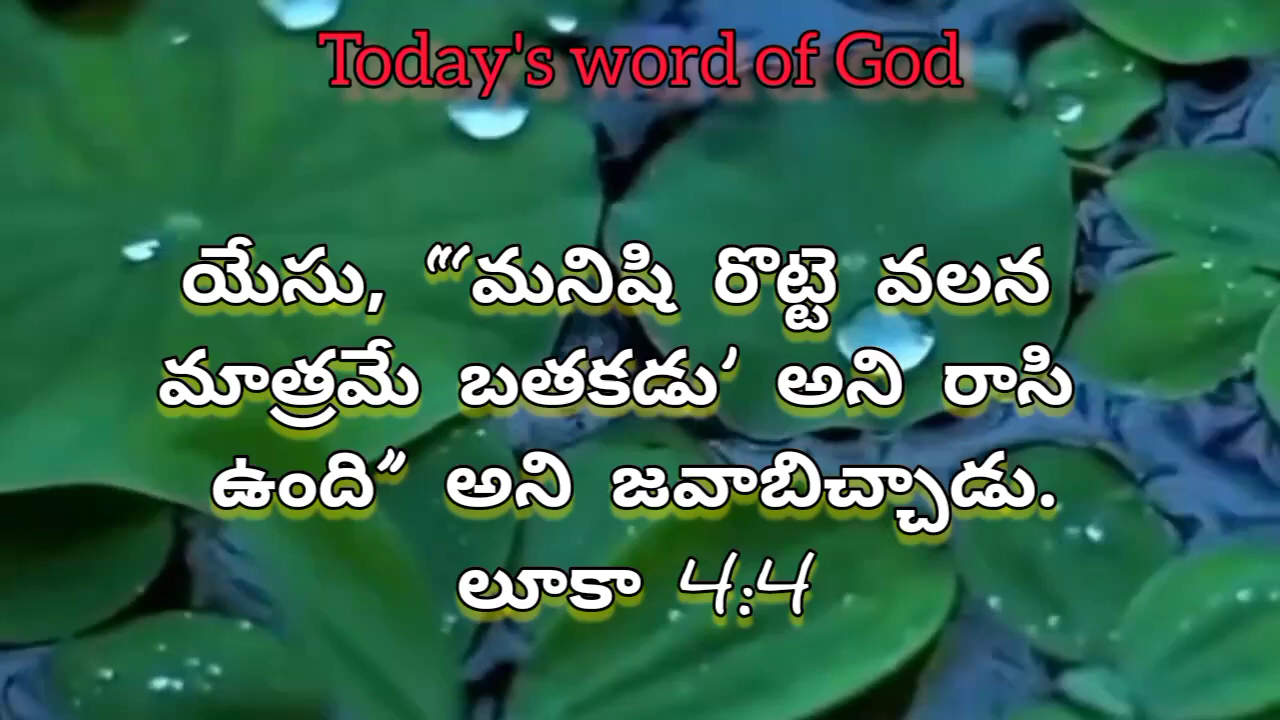 Today's word of God
యేసు, “‘మనిషి రొట్టె వలన
మాత్రమే బతకడు’ అని రాసి
ఉంది” అని జవాబిచ్చాడు.
లూకా 4:4